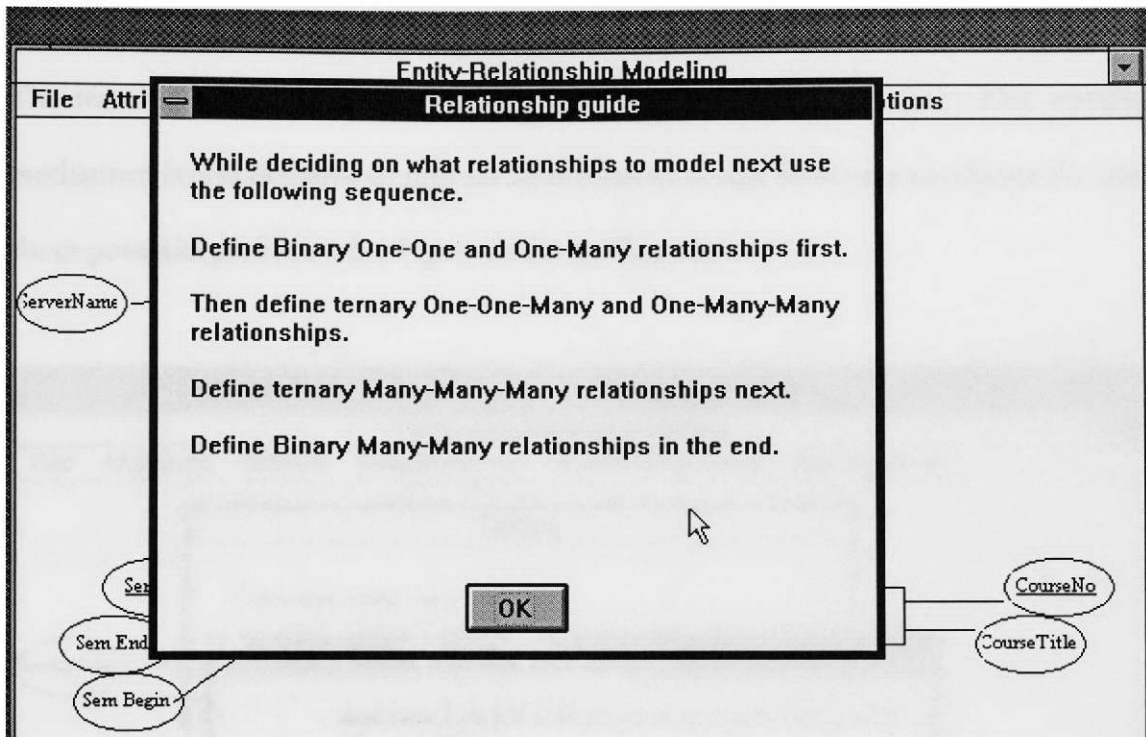 Entity-Relationship Modeling
File Attri
Relationship guide
tions
While deciding on what relationships to model next use
the following sequence.
Define Binary One-One and One-Many relationships first.
Then define ternary One-One-Many and One-Many-Many
relationships.
Define ternary Many-Many-Many relationships next.
Define Binary Many-Many relationships in the end.
OK
ServerName
Ser
Sem End
Sem Begin
CourseNo
CourseTitle